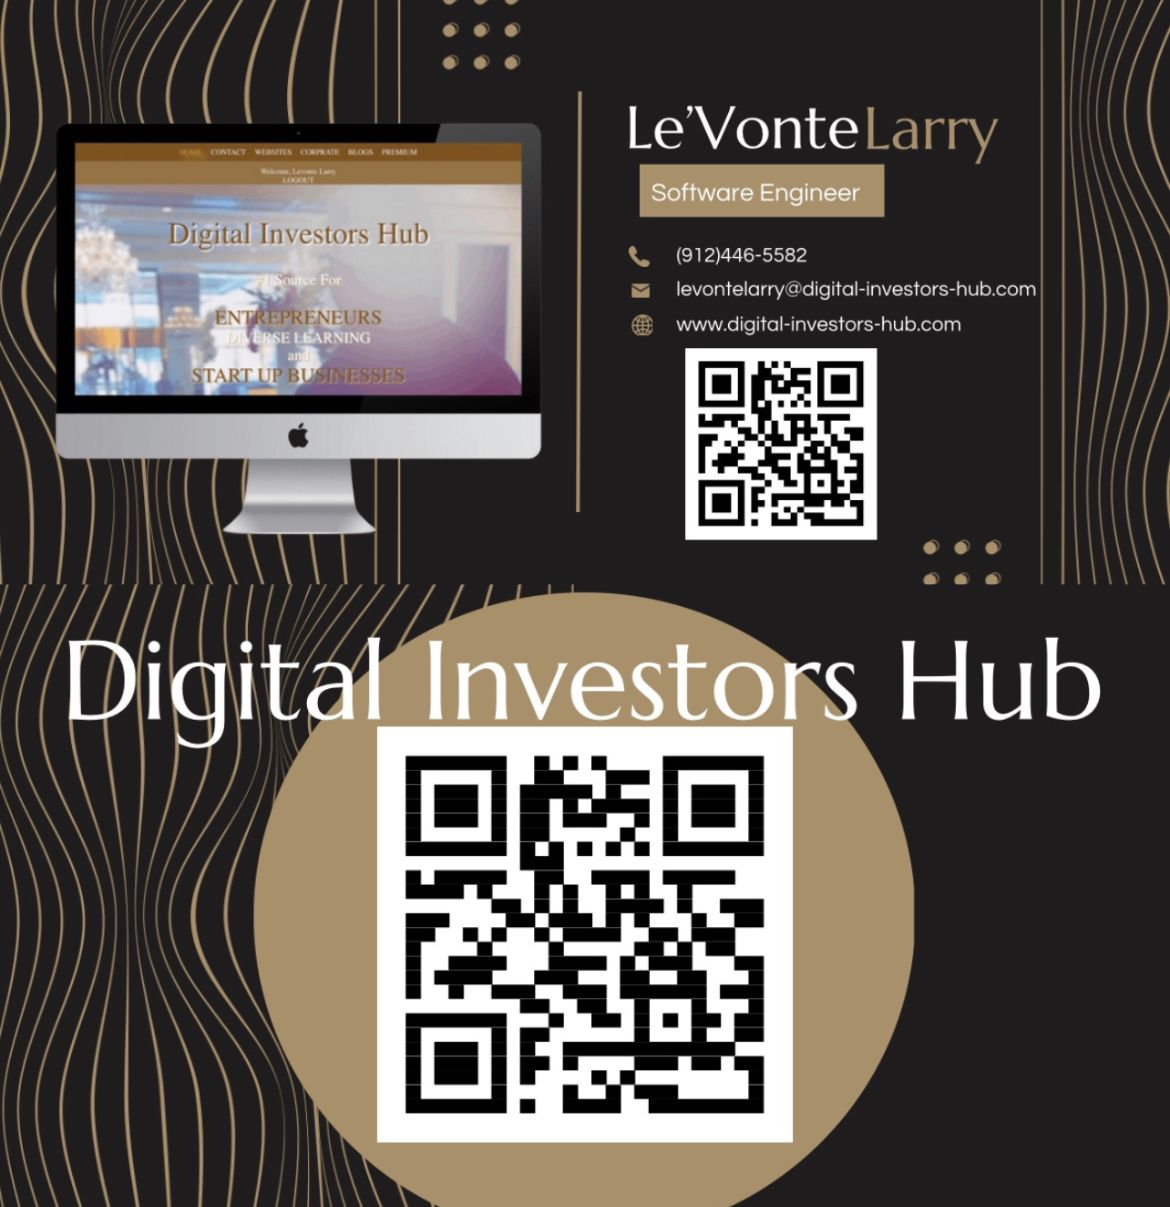 HOME CONTACT WEBSITES CORPRATE BLOGS PREMIUM
Welcome, Levonte Larry
LOGOUT
Digital Investors Hub
#1 Source For
ENTREPRENEURS
DIVERSE LEARNING
and
START UP BUSINESSES
Le'Vonte Larry
Software Engineer
(912)446-5582
levontelarry@digital-investors-hub.com
www.digital-investors-hub.com
Digital Investors Hub